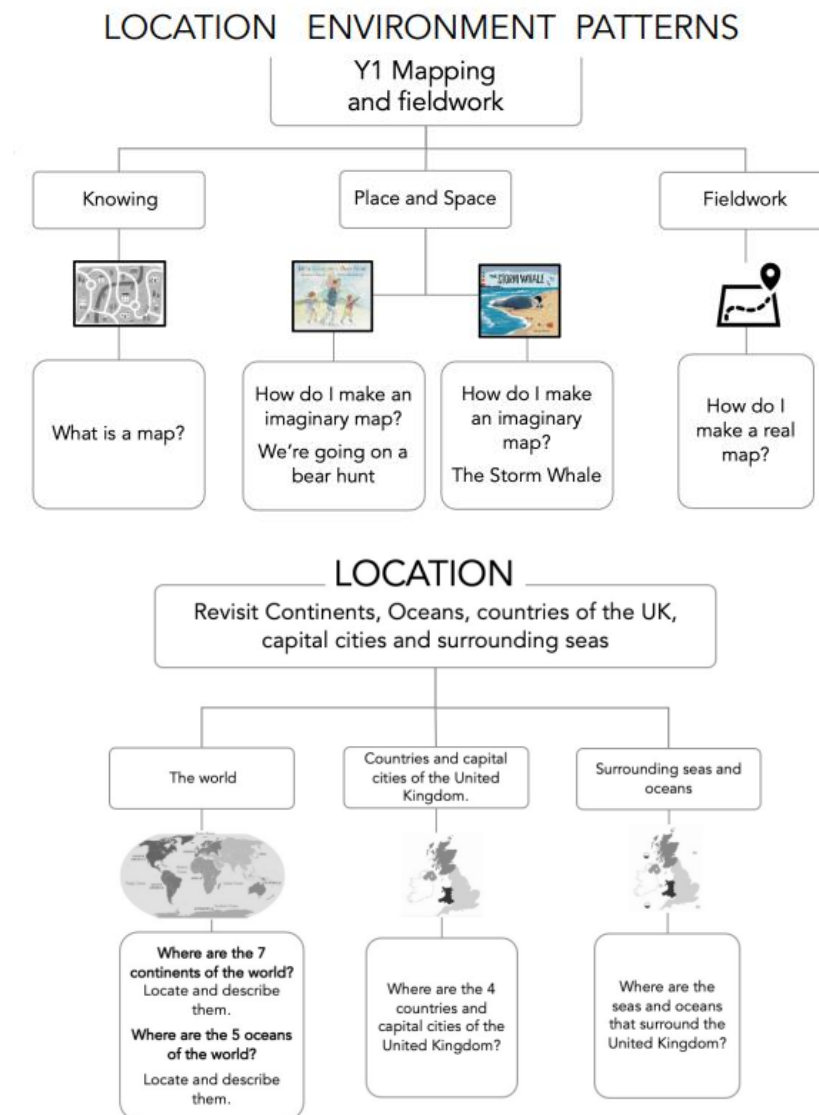 LOCATION ENVIRONMENT PATTERNS
Y1 Mapping
and fieldwork
Knowing
Place and Space
Fieldwork
THE
STORM WHALE
What is a map?
How do I make an
imaginary map?
We're going on a
bear hunt
How do I make
an imaginary
map?
The Storm Whale
How do I
make a real
map?
LOCATION
Revisit Continents, Oceans, countries of the UK,
capital cities and surrounding seas
The world
Countries and capital
cities of the United
Kingdom.
Surrounding seas and
oceans
Where are the 7
continents of the world?
Locate and describe
them.
Where are the 5 oceans
of the world?
Locate and describe
them.
Where are the 4
countries and
capital cities of the
United Kingdom?
Where are the
seas and oceans
that surround the
United Kingdom?